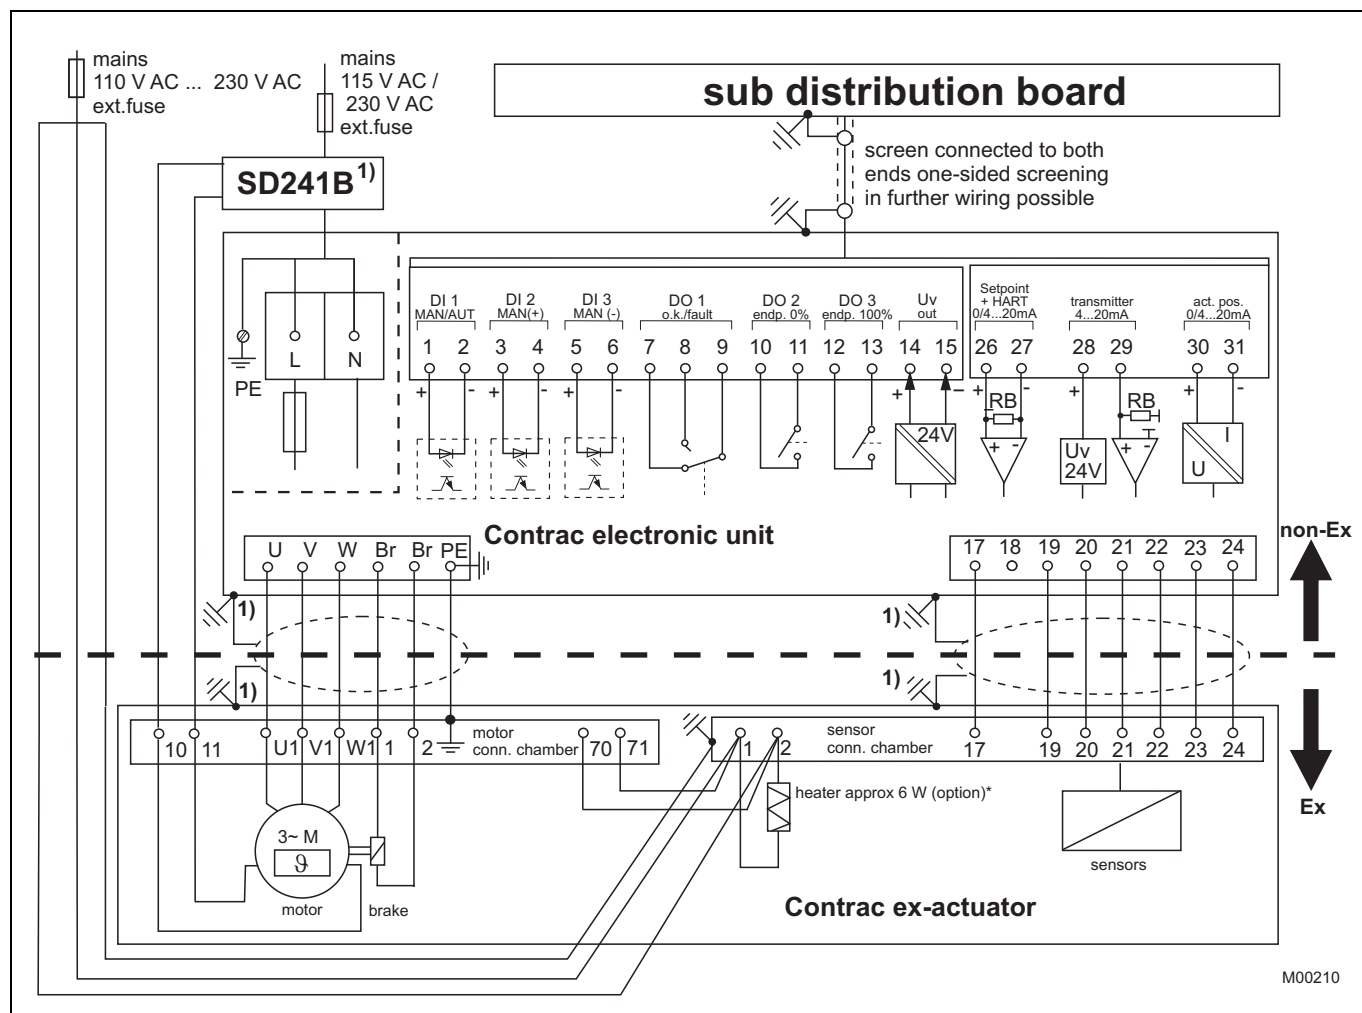 mains
110 V AC ... 230 V AC
ext.fuse
mains
115 V AC /
230 V AC
ext.fuse
sub distribution board
screen connected to both
ends one-sided screening
in further wiring possible
SD241B 1)
L N
PE
DI 1 DI 2 DI 3 DO 1 DO 2 DO 3 Uv
MAN/AUT MAN(+) MAN (-) o.k./fault endp. 0% endp. 100% out
1 2 3 4 5 6 7 8 9 10 11 12 13 14 15
Setpoint
+ HART
0/4...20mA
transmitter
4...20mA
act. pos.
0/4...20mA
26 27 28 29 30 31
+ - + - + - + - + - + + -
RB RB
24V
+ - Uv
24V
+ - I
U
Contrac electronic unit
U V W Br Br PE
17 18 19 20 21 22 23 24
non-Ex
1) 1)
1) 1)
10 11 U1 V1 W1 1 2
motor
conn. chamber
70 71
1 2
sensor
conn. chamber
17 19 20 21 22 23 24
heater approx 6 W (option)*
Ex
3~ M
ϑ
motor
brake
sensors
Contrac ex-actuator
M00210